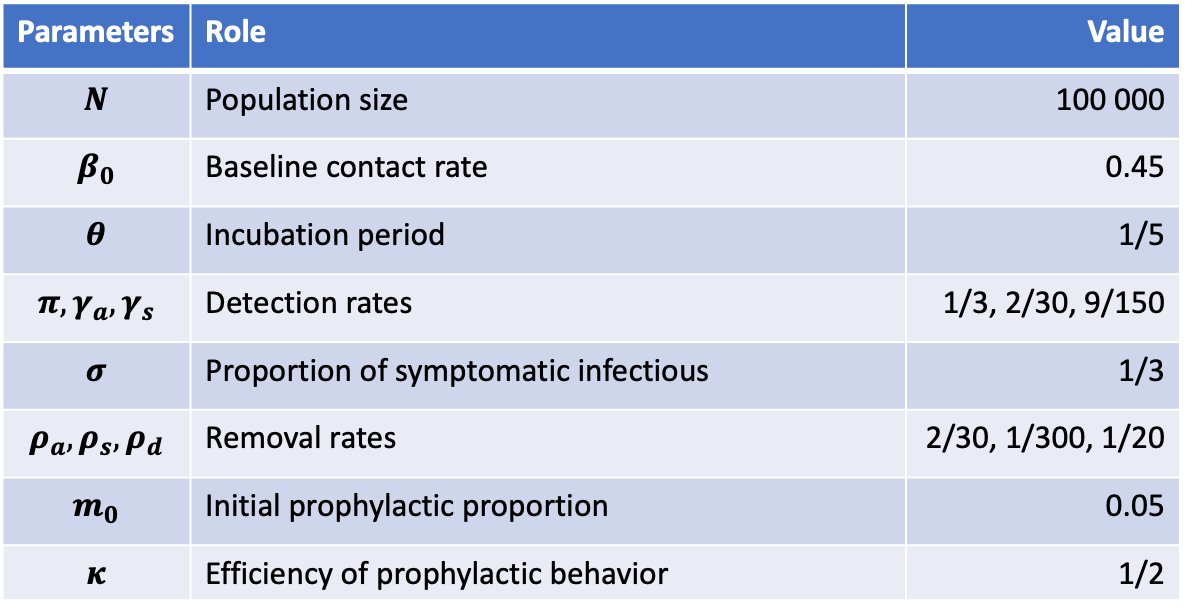 Parameters Role Value
N Population size 100 000
β₀ Baseline contact rate 0.45
θ Incubation period 1/5
π, γₐ, γₛ Detection rates 1/3, 2/30, 9/150
σ Proportion of symptomatic infectious 1/3
ρₐ, ρₛ, ρ_d Removal rates 2/30, 1/300, 1/20
m₀ Initial prophylactic proportion 0.05
κ Efficiency of prophylactic behavior 1/2